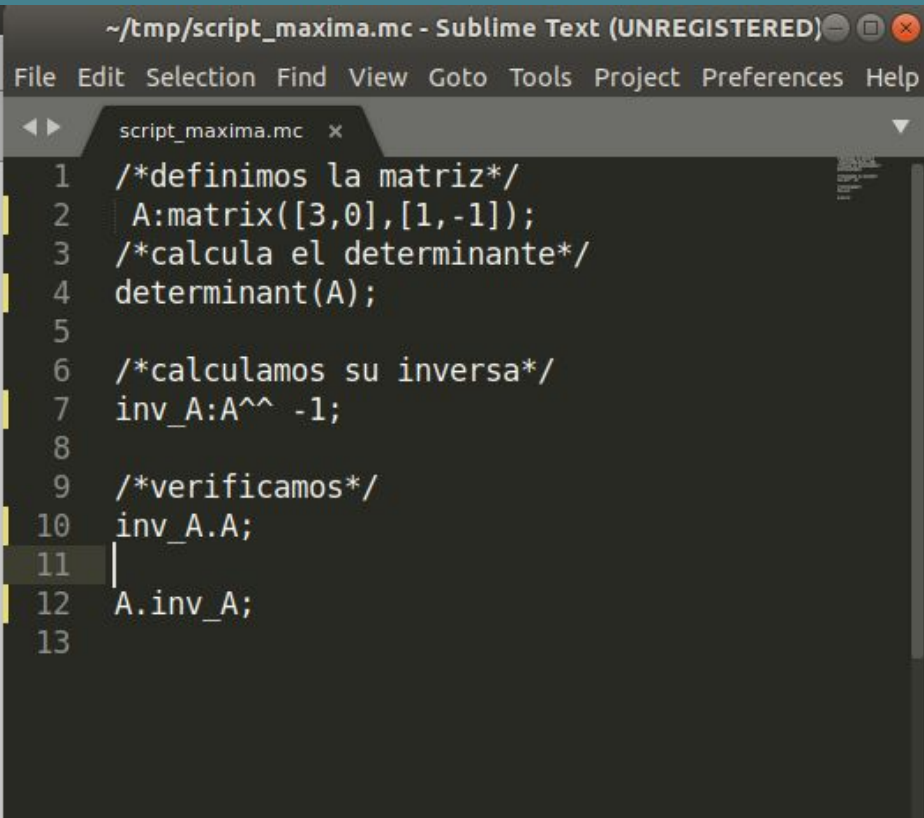 ~/tmp/script_maxima.mc - Sublime Text (UNREGISTERED)
File Edit Selection Find View Goto Tools Project Preferences Help
script_maxima.mc ×
1 /*definimos la matriz*/
2 A:matrix([3,0],[1,-1]);
3 /*calcula el determinante*/
4 determinant(A);
5
6 /*calculamos su inversa*/
7 inv_A:A^^ -1;
8
9 /*verificamos*/
10 inv_A.A;
11
12 A.inv_A;
13